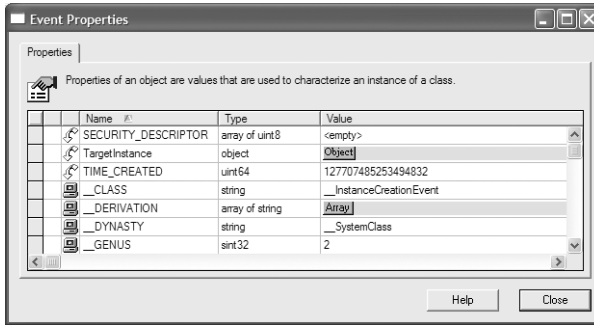 Event Properties
Properties
Properties of an object are values that are used to characterize an instance of a class.
Name Type Value
SECURITY_DESCRIPTOR array of uint8 <empty>
TargetInstance object Object
TIME_CREATED uint64 127707485253494832
__CLASS string __InstanceCreationEvent
__DERIVATION array of string Array
__DYNASTY string __SystemClass
__GENUS sint32 2
Help Close